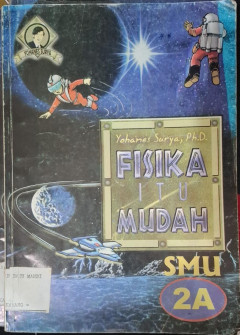 Yohanes Surya, Ph.D.
FISIKA
ITU
MUDAH
SMU
2A